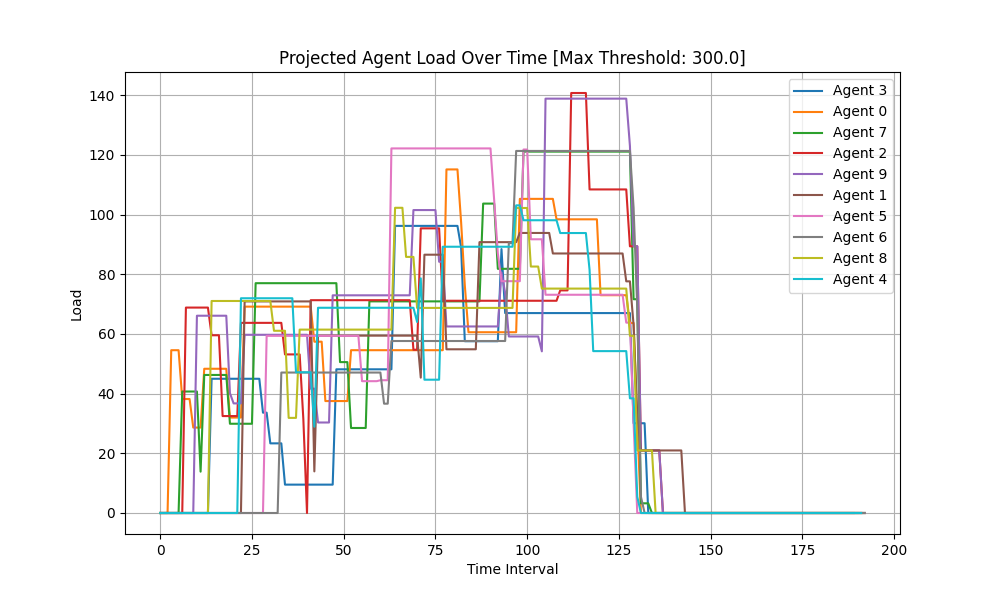 Projected Agent Load Over Time [Max Threshold: 300.0]
Load
140
120
100
80
60
40
20
0
0 25 50 75 100 125 150 175 200
Time Interval
Agent 3
Agent 0
Agent 7
Agent 2
Agent 9
Agent 1
Agent 5
Agent 6
Agent 8
Agent 4